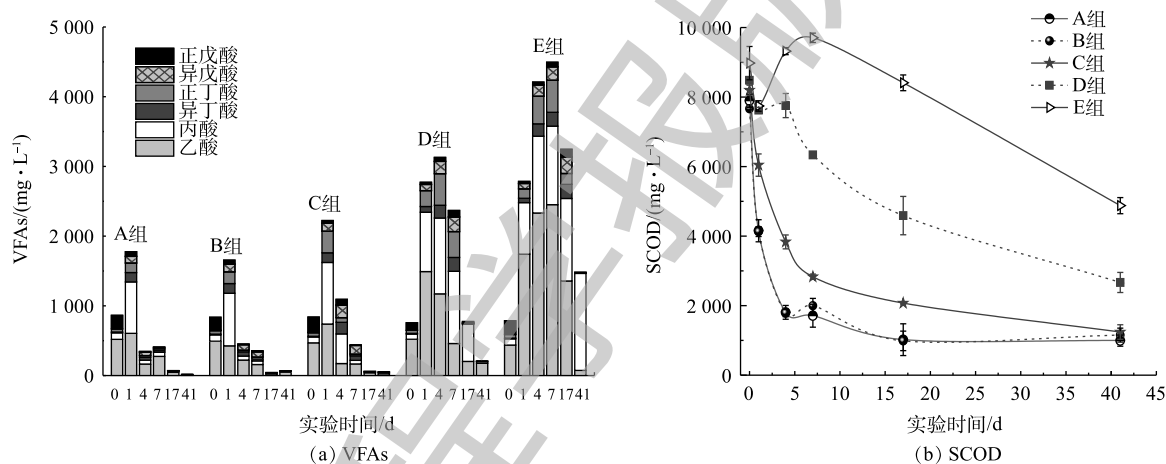 5 000
4 000
3 000
2 000
1 000
0
VFAs/(mg·L⁻¹)
正戊酸
异戊酸
正丁酸
异丁酸
丙酸
乙酸
A组
B组
C组
D组
E组
0 1 4 7 17 41 0 1 4 7 17 41 0 1 4 7 17 41 0 1 4 7 17 41 0 1 4 7 17 41
实验时间/d
(a) VFAs
10 000
8 000
6 000
4 000
2 000
0
SCOD/(mg·L⁻¹)
A组
B组
C组
D组
E组
0 5 10 15 20 25 30 35 40 45
实验时间/d
(b) SCOD
程学报